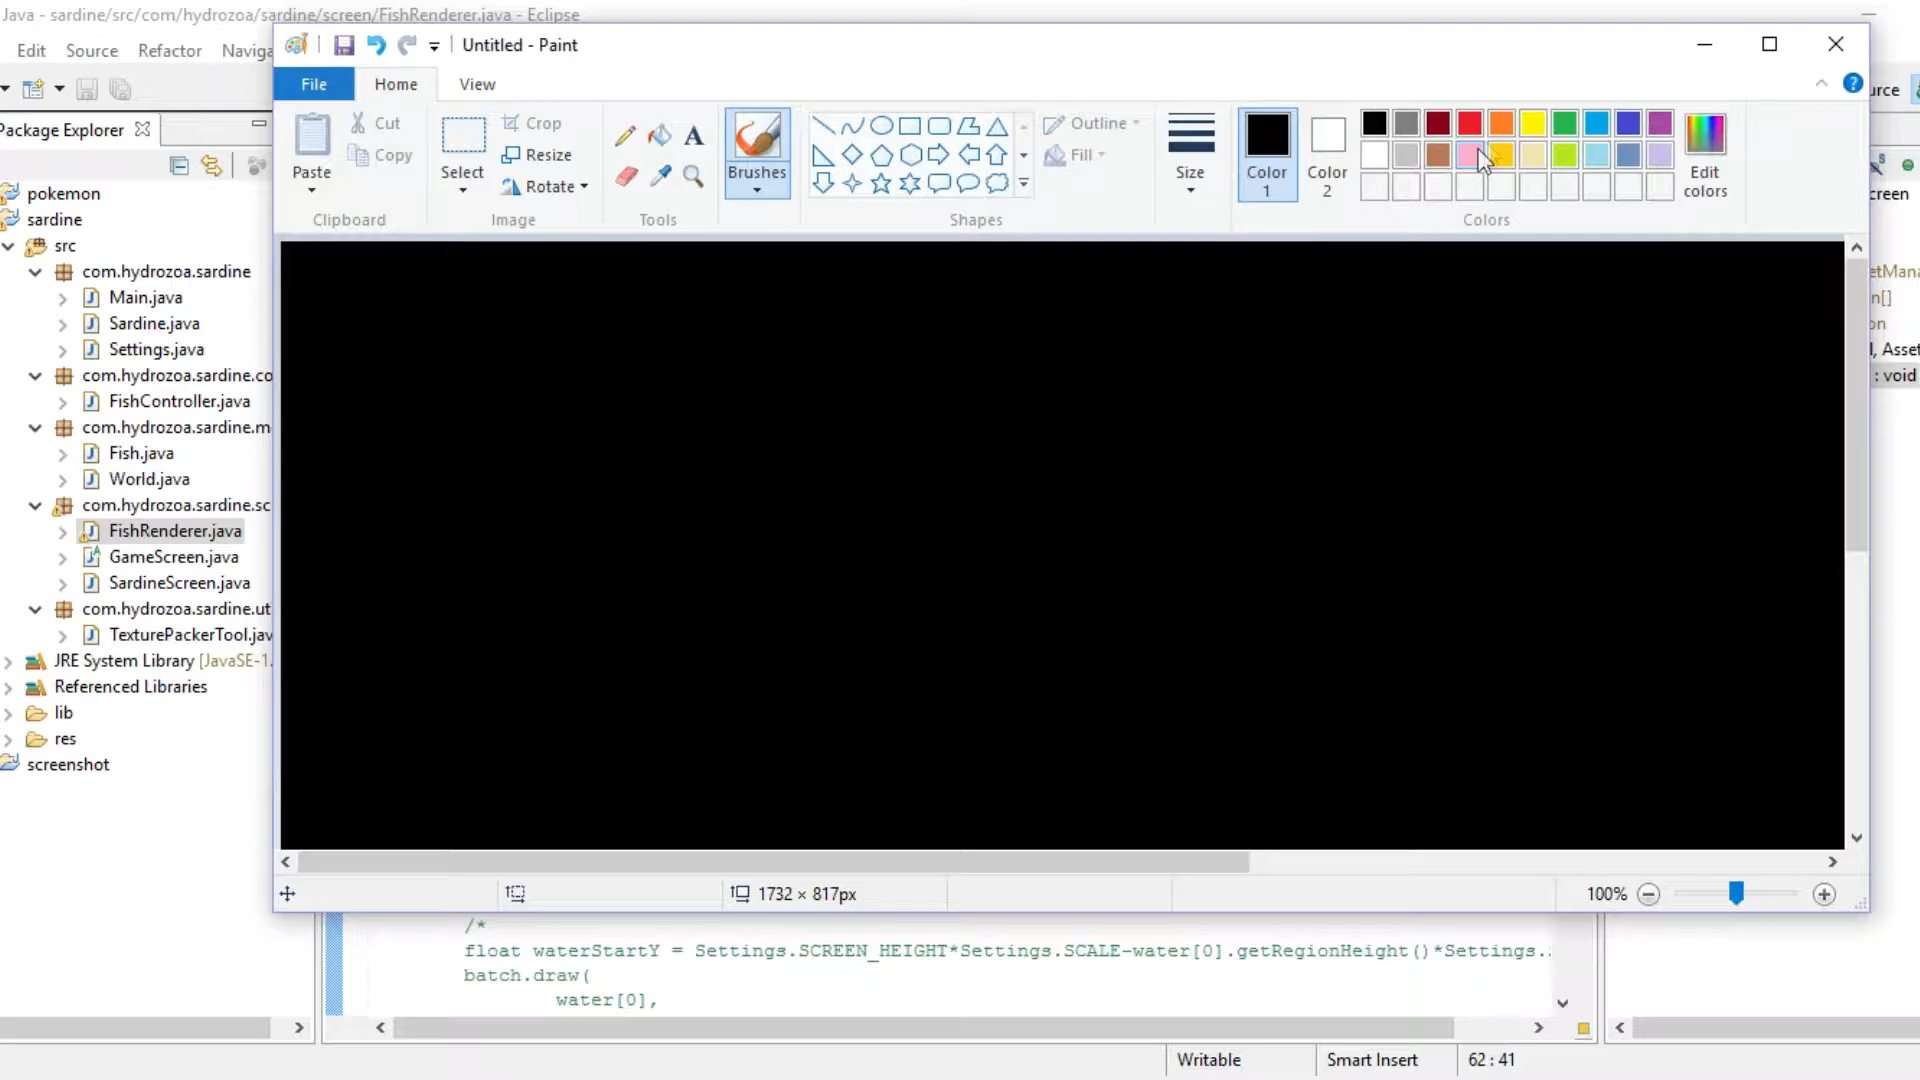 Java - sardine/src/com/hydrozoa/sardine/screen/FishRenderer.java - Eclipse
Edit Source Refactor Naviga
Package Explorer
pokemon
sardine
src
com.hydrozoa.sardine
Main.java
Sardine.java
Settings.java
com.hydrozoa.sardine.co
FishController.java
com.hydrozoa.sardine.m
Fish.java
World.java
com.hydrozoa.sardine.sc
FishRenderer.java
GameScreen.java
SardineScreen.java
com.hydrozoa.sardine.ut
TexturePackerTool.jav
JRE System Library [JavaSE-1.
Referenced Libraries
lib
res
screenshot
Untitled - Paint
File Home View
Paste
Cut
Copy
Clipboard
Select
Crop
Resize
Rotate
Image
A
Tools
Brushes
Shapes
Outline
Fill
Size
Color 1
Color 2
Edit colors
Colors
1732 × 817px
100%
/*
float waterStartY = Settings.SCREEN_HEIGHT*Settings.SCALE-water[0].getRegionHeight()*Settings.
batch.draw(
water[0],
Writable Smart Insert 62 : 41
urce
creen
etMana
n[]
on
l, Asset
: void